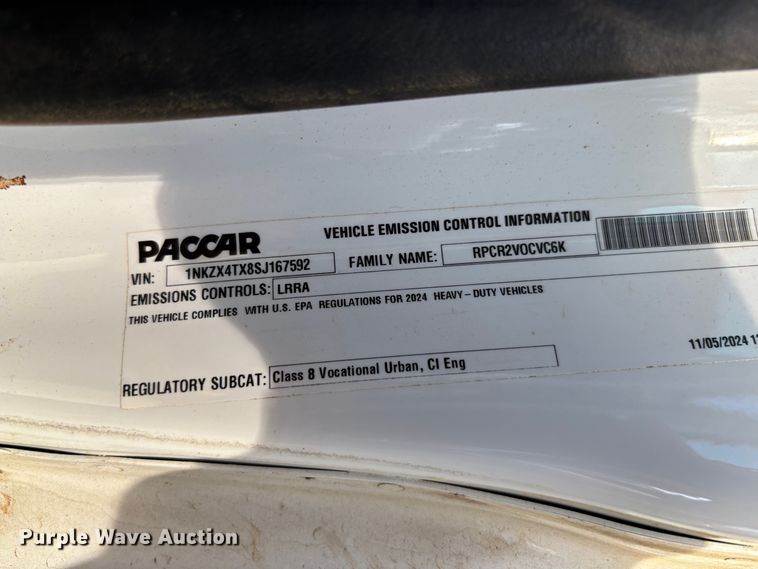 PACCAR VEHICLE EMISSION CONTROL INFORMATION
VIN: 1NKZX4TX8SJ167592 FAMILY NAME: RPCR2VOCVC6K
EMISSIONS CONTROLS: LRRA
THIS VEHICLE COMPLIES WITH U.S. EPA REGULATIONS FOR 2024 HEAVY-DUTY VEHICLES
11/05/2024
REGULATORY SUBCAT: Class 8 Vocational Urban, CI Eng
Purple Wave Auction